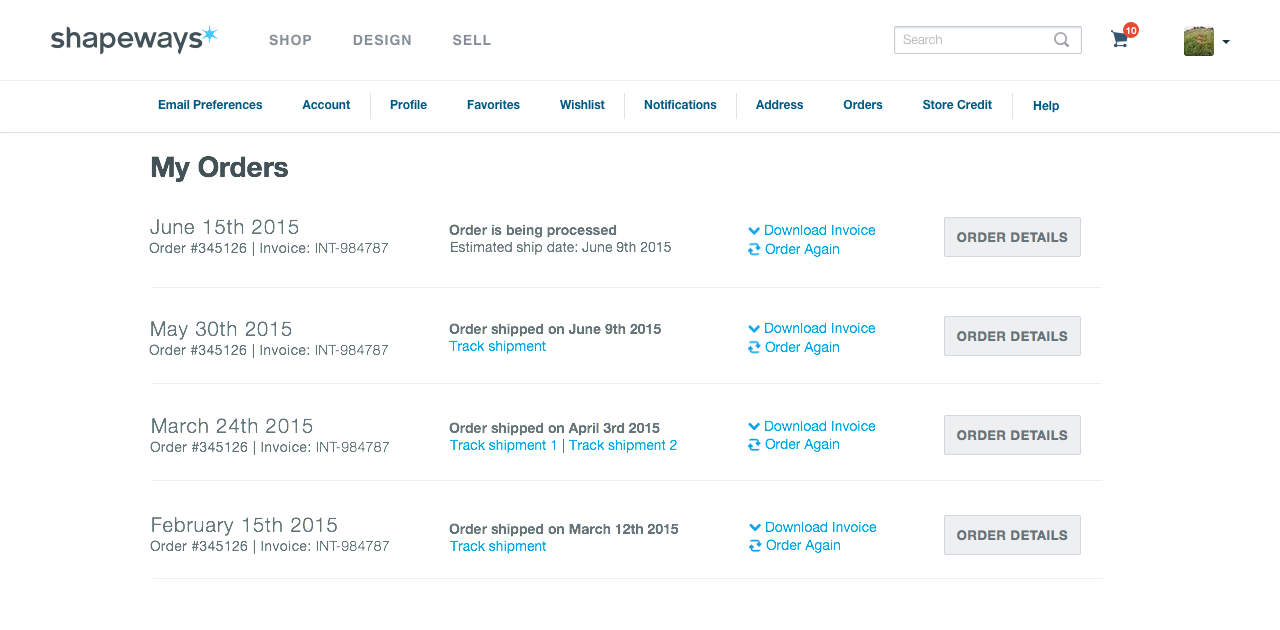 shapeways
SHOP DESIGN SELL
Search
10
Email Preferences Account Profile Favorites Wishlist Notifications Address Orders Store Credit Help
My Orders
June 15th 2015
Order #345126 | Invoice: INT-984787
Order is being processed
Estimated ship date: June 9th 2015
Download Invoice
Order Again
ORDER DETAILS
May 30th 2015
Order #345126 | Invoice: INT-984787
Order shipped on June 9th 2015
Track shipment
Download Invoice
Order Again
ORDER DETAILS
March 24th 2015
Order #345126 | Invoice: INT-984787
Order shipped on April 3rd 2015
Track shipment 1 | Track shipment 2
Download Invoice
Order Again
ORDER DETAILS
February 15th 2015
Order #345126 | Invoice: INT-984787
Order shipped on March 12th 2015
Track shipment
Download Invoice
Order Again
ORDER DETAILS